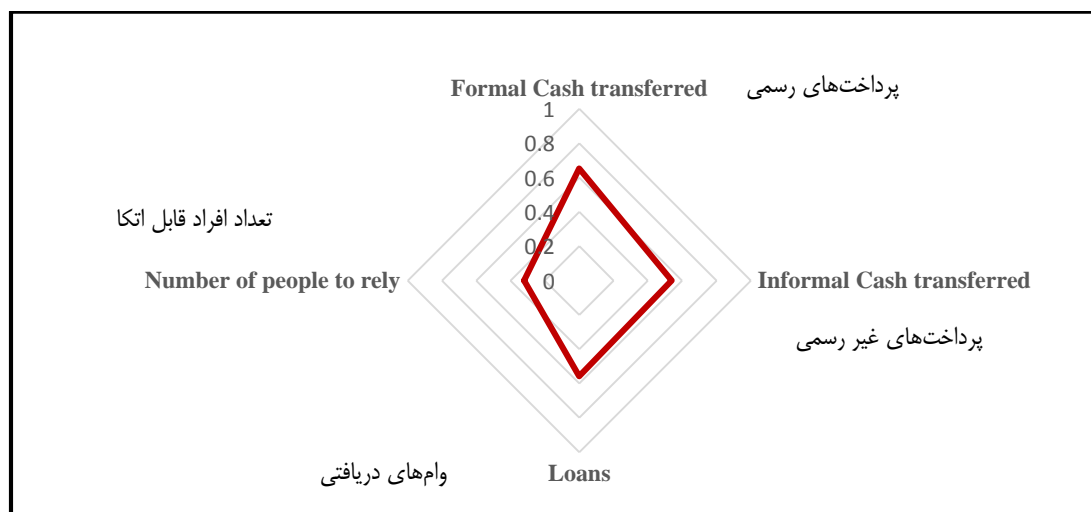 پرداخت‌های رسمی
Formal Cash transferred
1
0.8
0.6
0.4
0.2
0
تعداد افراد قابل اتکا
Number of people to rely
Informal Cash transferred
پرداخت‌های غیر رسمی
وام‌های دریافتی
Loans